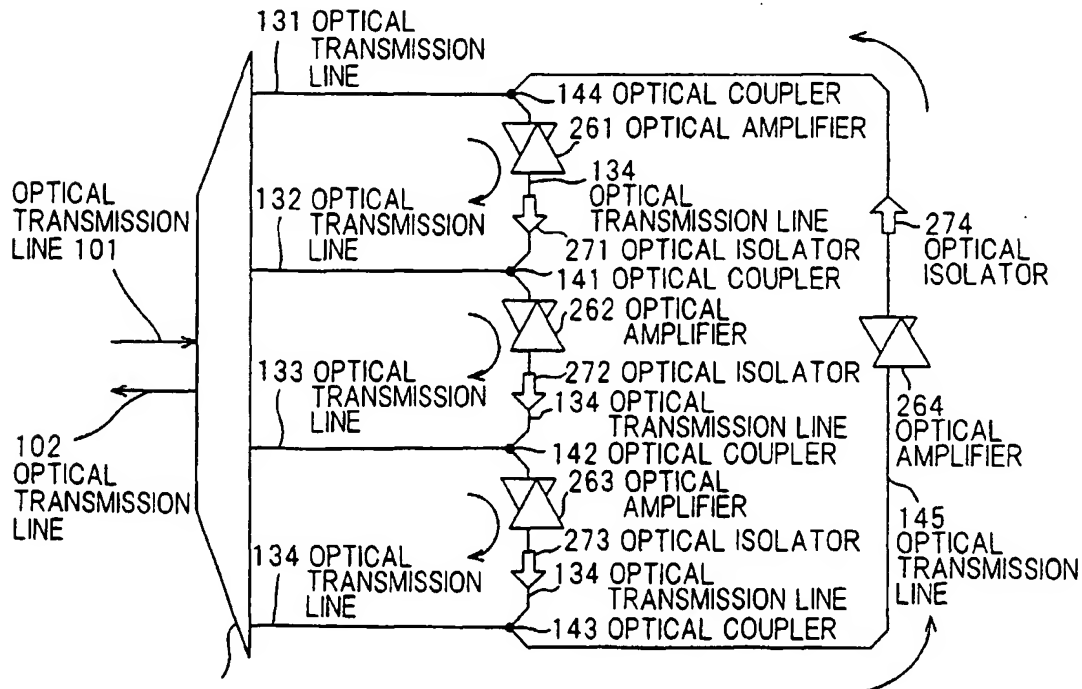 131 OPTICAL
TRANSMISSION
LINE
144 OPTICAL COUPLER
261 OPTICAL AMPLIFIER
134
OPTICAL
TRANSMISSION LINE
OPTICAL
TRANSMISSION
LINE 101
132 OPTICAL
TRANSMISSION
LINE
271 OPTICAL ISOLATOR
141 OPTICAL COUPLER
274
OPTICAL
ISOLATOR
262 OPTICAL
AMPLIFIER
133 OPTICAL
TRANSMISSION
LINE
272 OPTICAL ISOLATOR
134 OPTICAL
TRANSMISSION LINE
142 OPTICAL COUPLER
264
OPTICAL
AMPLIFIER
102
OPTICAL
TRANSMISSION
LINE
263 OPTICAL
AMPLIFIER
134 OPTICAL
TRANSMISSION
LINE
273 OPTICAL ISOLATOR
134 OPTICAL
TRANSMISSION LINE
143 OPTICAL COUPLER
145
OPTICAL
TRANSMISSION
LINE